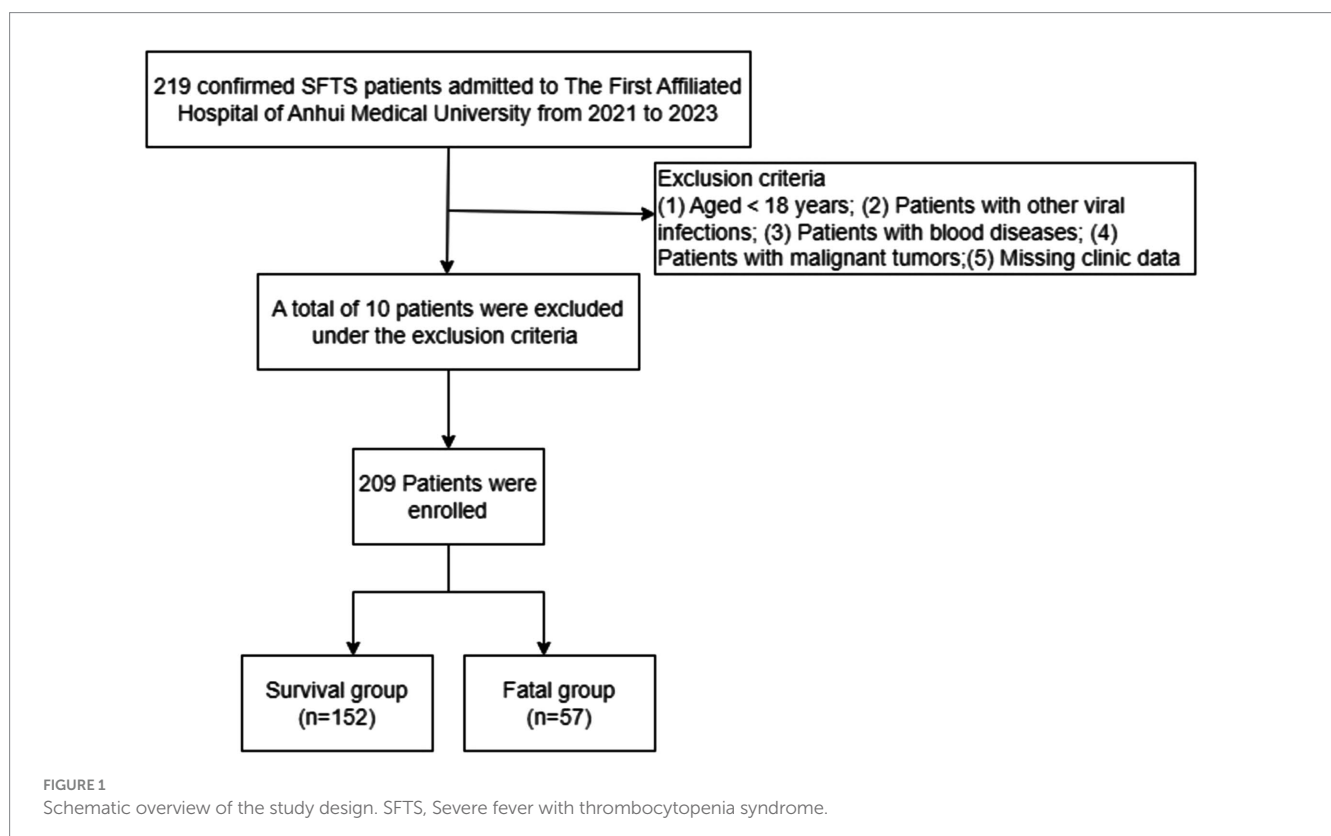 219 confirmed SFTS patients admitted to The First Affiliated
Hospital of Anhui Medical University from 2021 to 2023
Exclusion criteria
(1) Aged < 18 years; (2) Patients with other viral
infections; (3) Patients with blood diseases; (4)
Patients with malignant tumors;(5) Missing clinic data
A total of 10 patients were excluded
under the exclusion criteria
209 Patients were
enrolled
Survival group
(n=152)
Fatal group
(n=57)
FIGURE 1
Schematic overview of the study design. SFTS, Severe fever with thrombocytopenia syndrome.